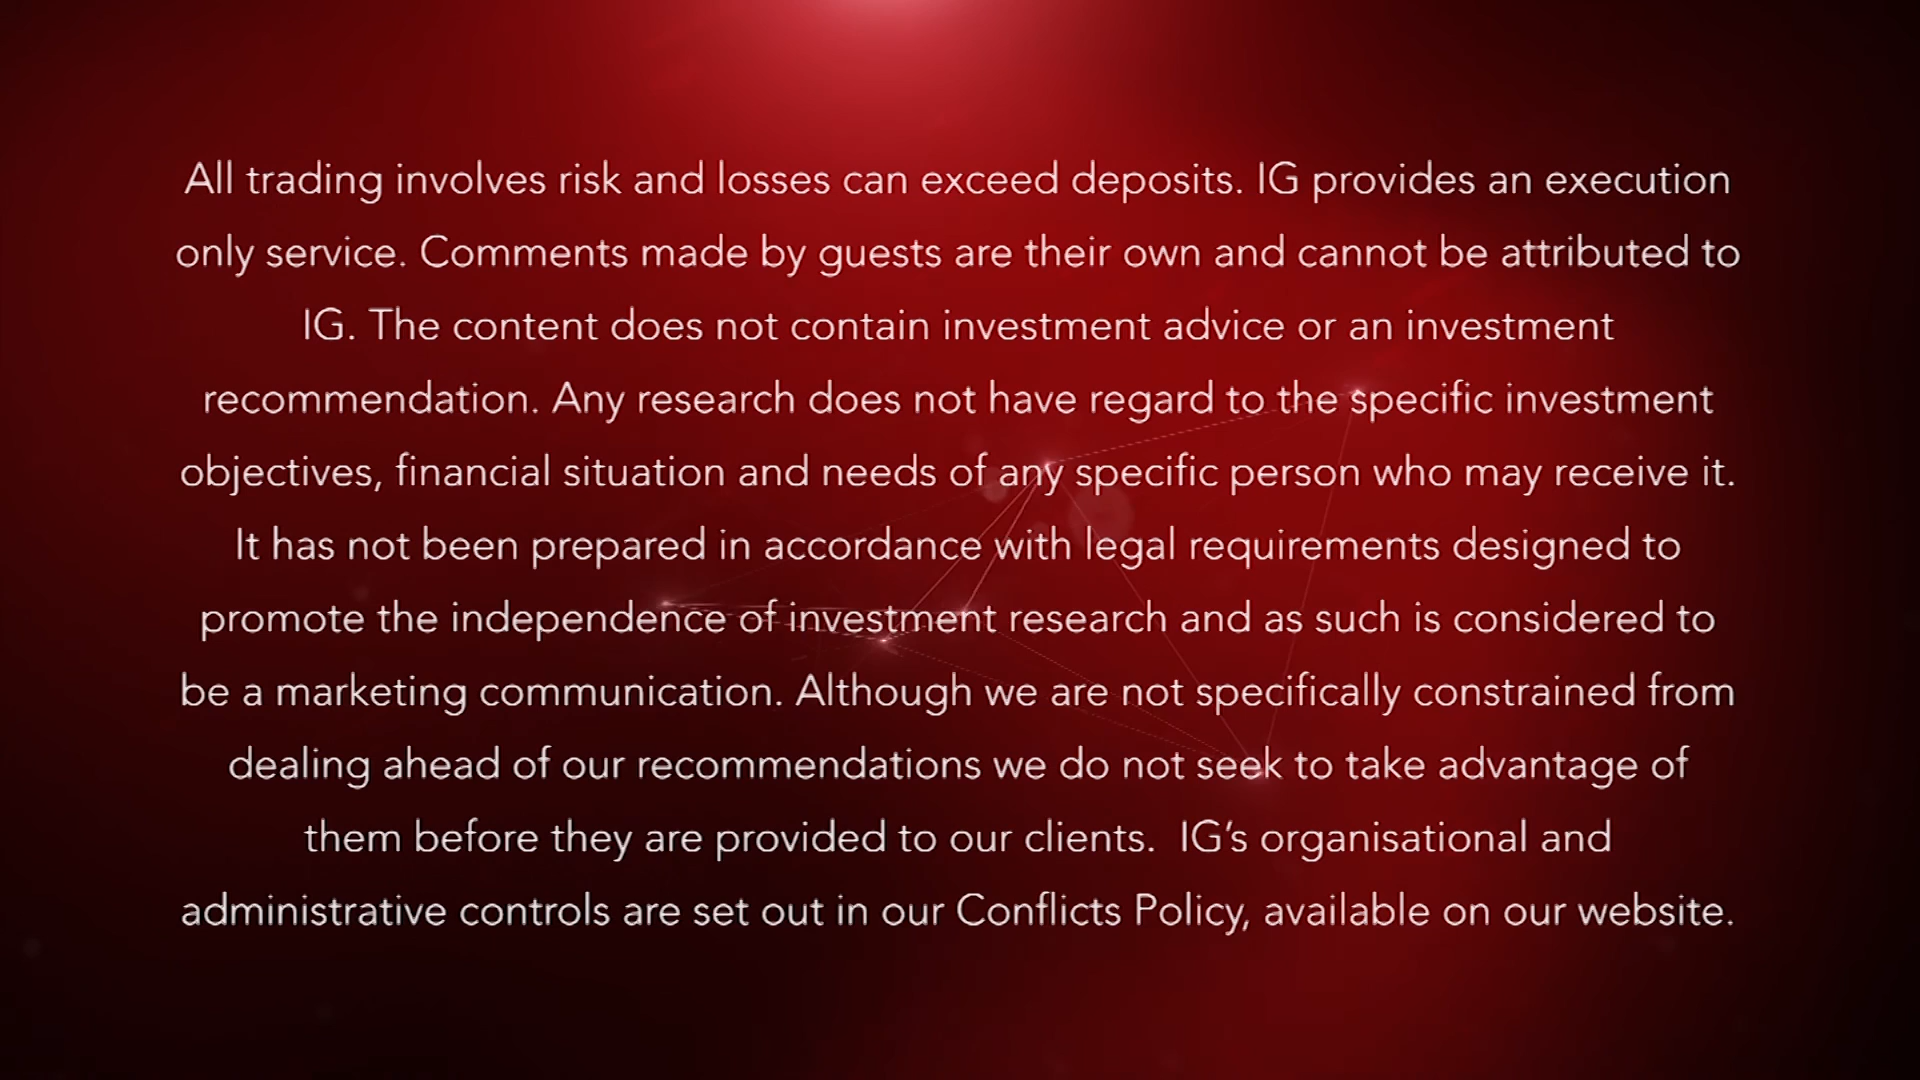 All trading involves risk and losses can exceed deposits. IG provides an execution
only service. Comments made by guests are their own and cannot be attributed to
IG. The content does not contain investment advice or an investment
recommendation. Any research does not have regard to the specific investment
objectives, financial situation and needs of any specific person who may receive it.
It has not been prepared in accordance with legal requirements designed to
promote the independence of investment research and as such is considered to
be a marketing communication. Although we are not specifically constrained from
dealing ahead of our recommendations we do not seek to take advantage of
them before they are provided to our clients.  IG’s organisational and
administrative controls are set out in our Conflicts Policy, available on our website.